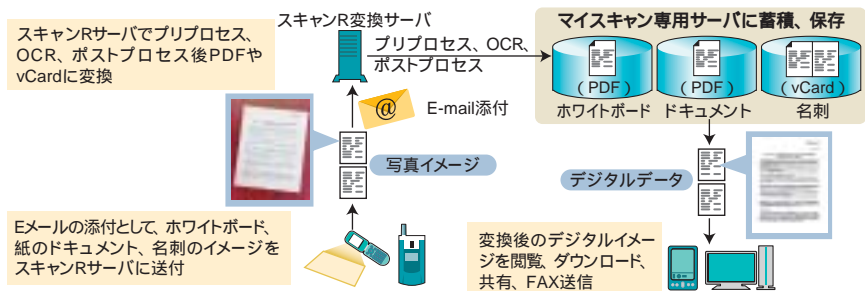 スキャンRサーバでプリプロセス、
OCR、ポストプロセス後PDFや
vCardに変換
スキャンR変換サーバ
プリプロセス、OCR、
ポストプロセス
マイスキャン専用サーバに蓄積、保存
(PDF)
(PDF)
(vCard)
ホワイトボード
ドキュメント
名刺
@
E-mail添付
写真イメージ
デジタルデータ
Eメールの添付として、ホワイトボード、
紙のドキュメント、名刺のイメージを
スキャンRサーバに送付
変換後のデジタルイメー
ジを閲覧、ダウンロード、
共有、FAX送信